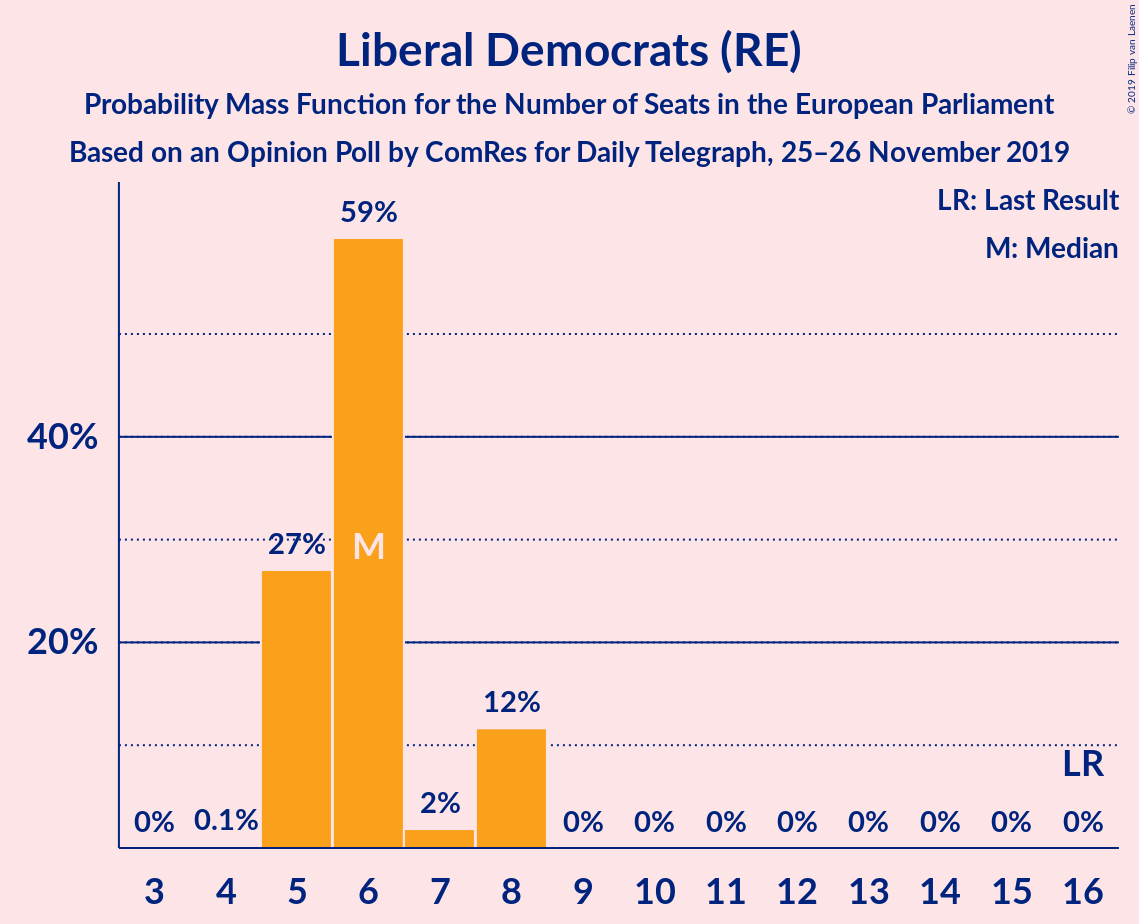 Liberal Democrats (RE)
Probability Mass Function for the Number of Seats in the European Parliament
Based on an Opinion Poll by ComRes for Daily Telegraph, 25–26 November 2019
© 2019 Filip van Laenen
LR: Last Result
M: Median
59%
40%
27%
M
20%
12%
LR
2%
0% 0.1% 0% 0% 0% 0% 0% 0% 0% 0%
3 4 5 6 7 8 9 10 11 12 13 14 15 16